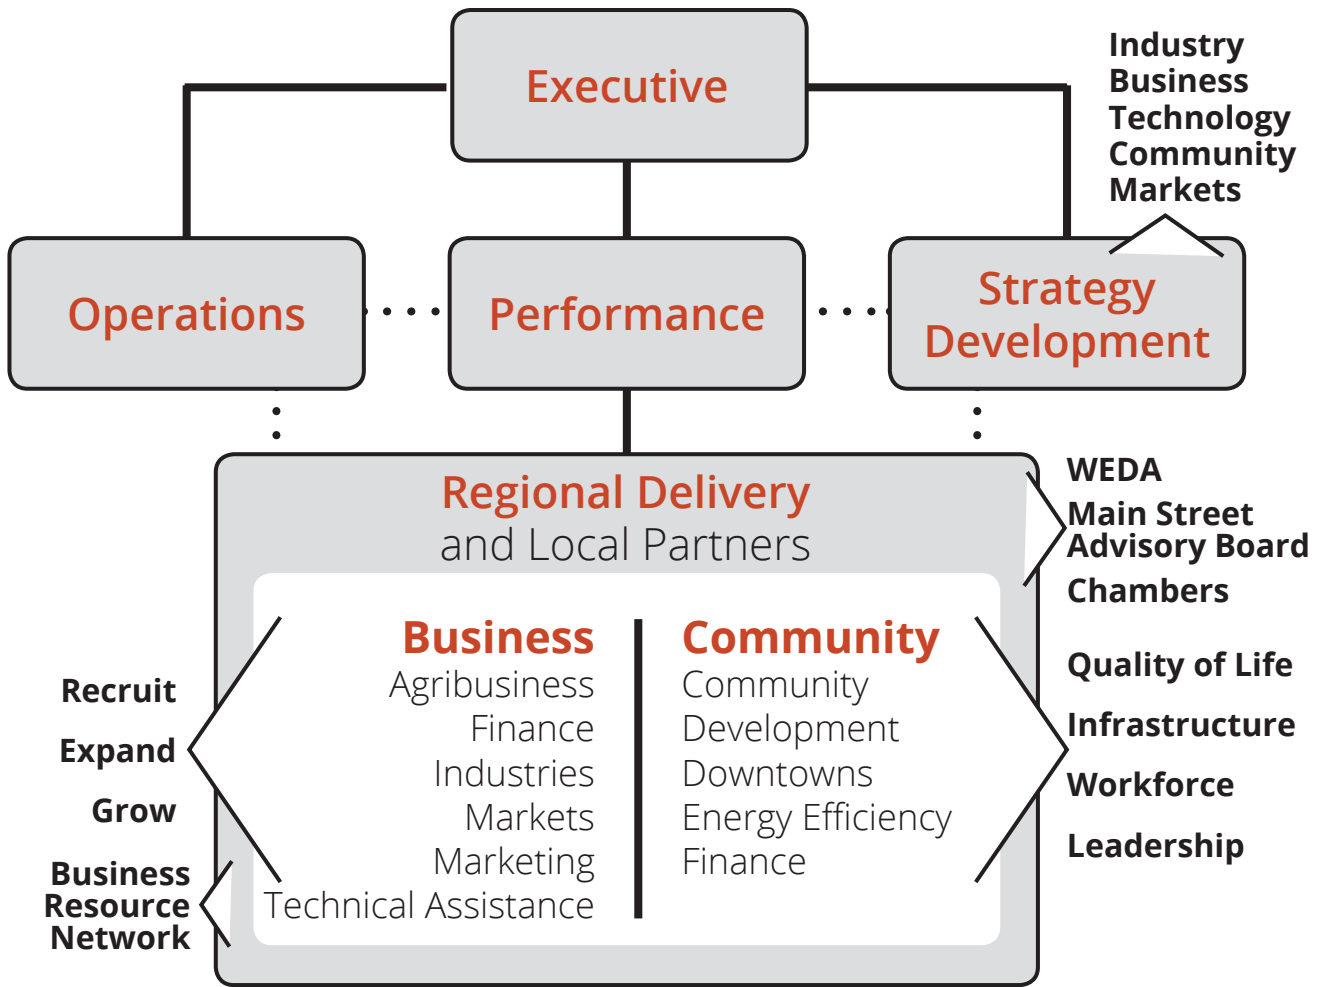 Executive
Industry
Business
Technology
Community
Markets
Operations
Performance
Strategy
Development
Regional Delivery
and Local Partners
WEDA
Main Street
Advisory Board
Chambers
Business
Agribusiness
Finance
Industries
Markets
Marketing
Technical Assistance
Community
Community
Development
Downtowns
Energy Efficiency
Finance
Recruit
Expand
Grow
Business
Resource
Network
Quality of Life
Infrastructure
Workforce
Leadership